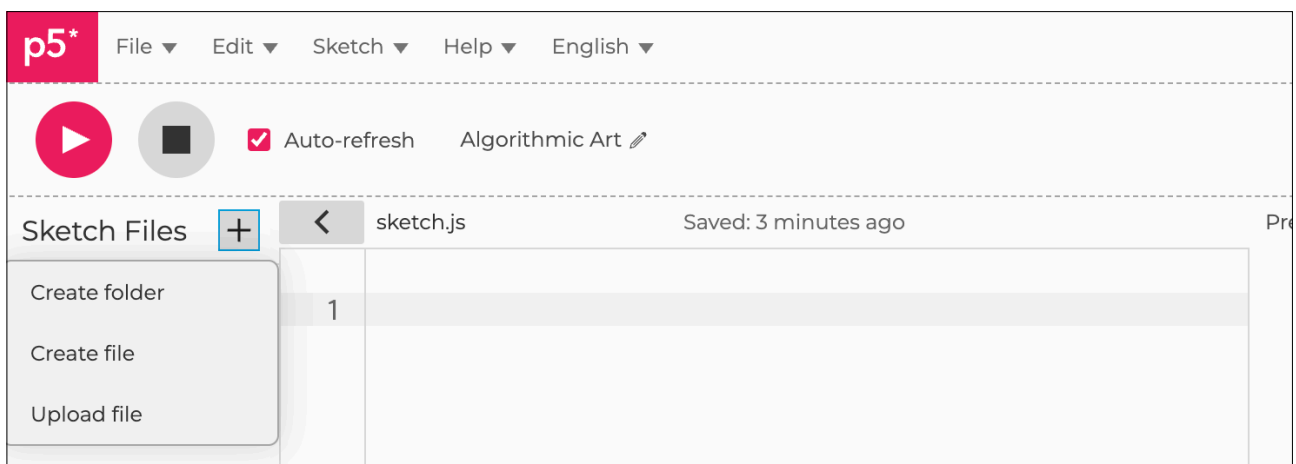 p5* File Edit Sketch Help English
Auto-refresh Algorithmic Art
Sketch Files + sketch.js Saved: 3 minutes ago
Create folder
1
Create file
Upload file